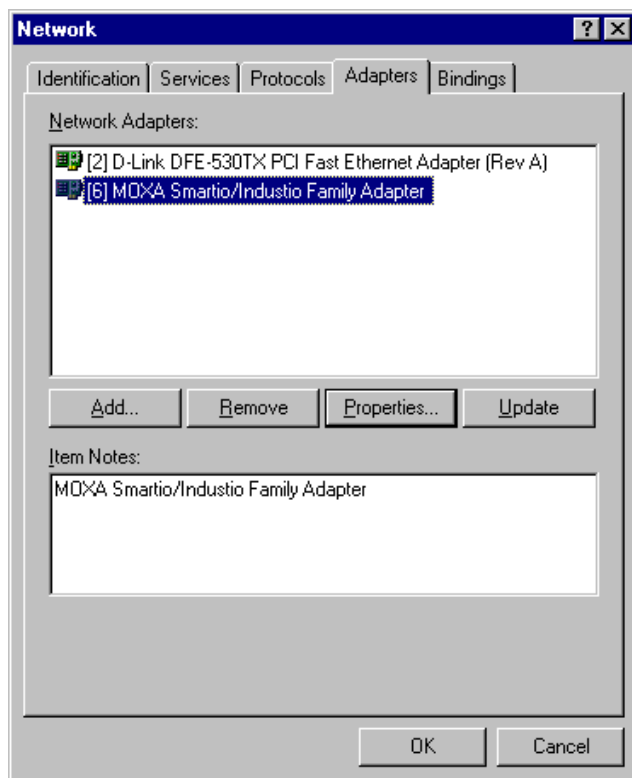 Network
Identification Services Protocols Adapters Bindings
Network Adapters:
[2] D-Link DFE-530TX PCI Fast Ethernet Adapter (Rev A)
[6] MOXA Smartio/Industio Family Adapter
Add... Remove Properties... Update
Item Notes:
MOXA Smartio/Industio Family Adapter
OK Cancel